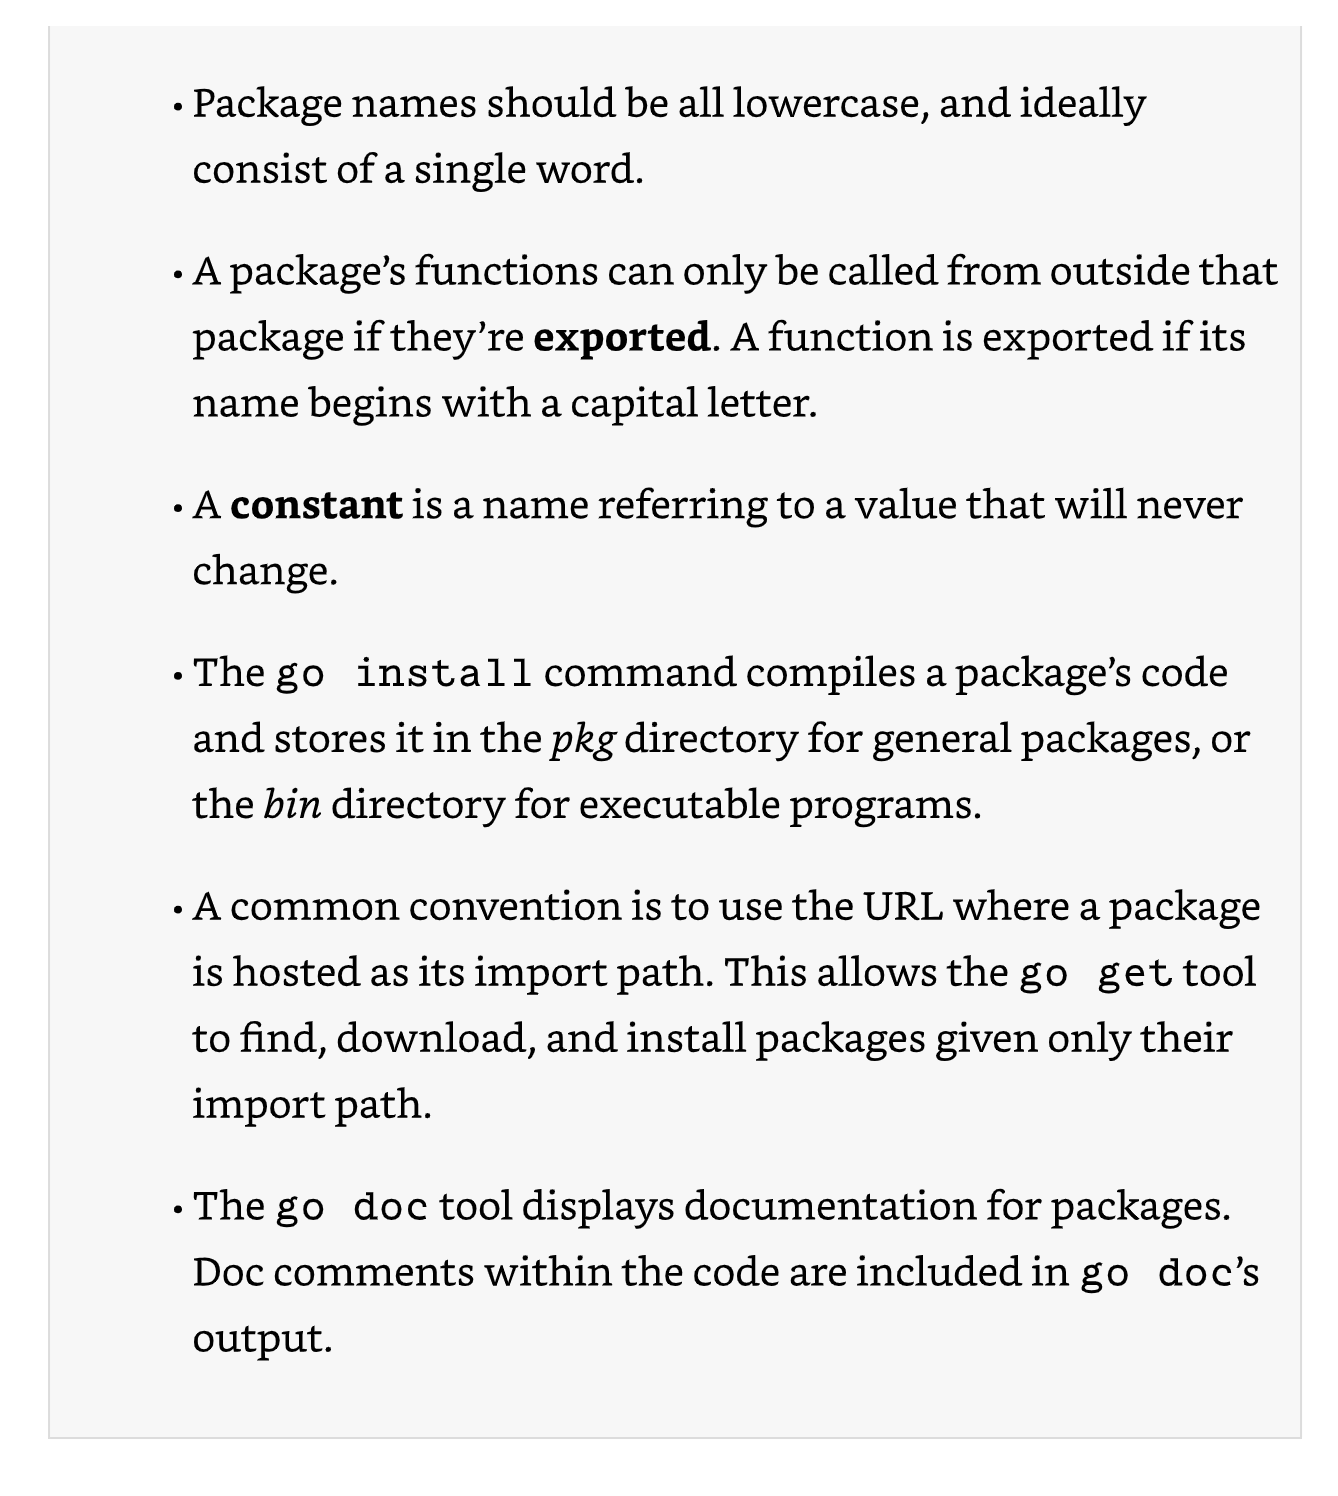 • Package names should be all lowercase, and ideally
consist of a single word.
• A package’s functions can only be called from outside that
package if they’re exported. A function is exported if its
name begins with a capital letter.
• A constant is a name referring to a value that will never
change.
• The go install command compiles a package’s code
and stores it in the pkg directory for general packages, or
the bin directory for executable programs.
• A common convention is to use the URL where a package
is hosted as its import path. This allows the go get tool
to find, download, and install packages given only their
import path.
• The go doc tool displays documentation for packages.
Doc comments within the code are included in go doc’s
output.